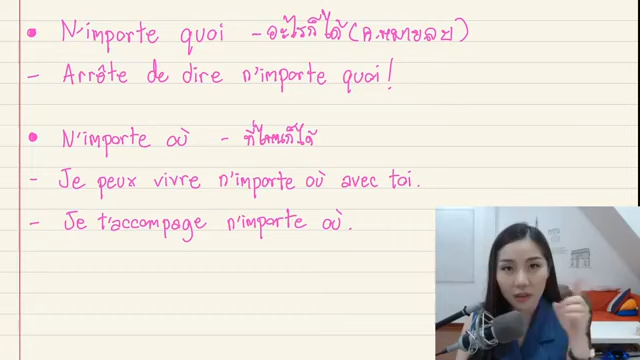 • N'importe quoi - อะไรก็ได้ (ค.หมายลบ)
- Arrête de dire n'importe quoi!
• N'importe où - ที่ไหนก็ได้
- Je peux vivre n'importe où avec toi.
- Je t'accompage n'importe où.